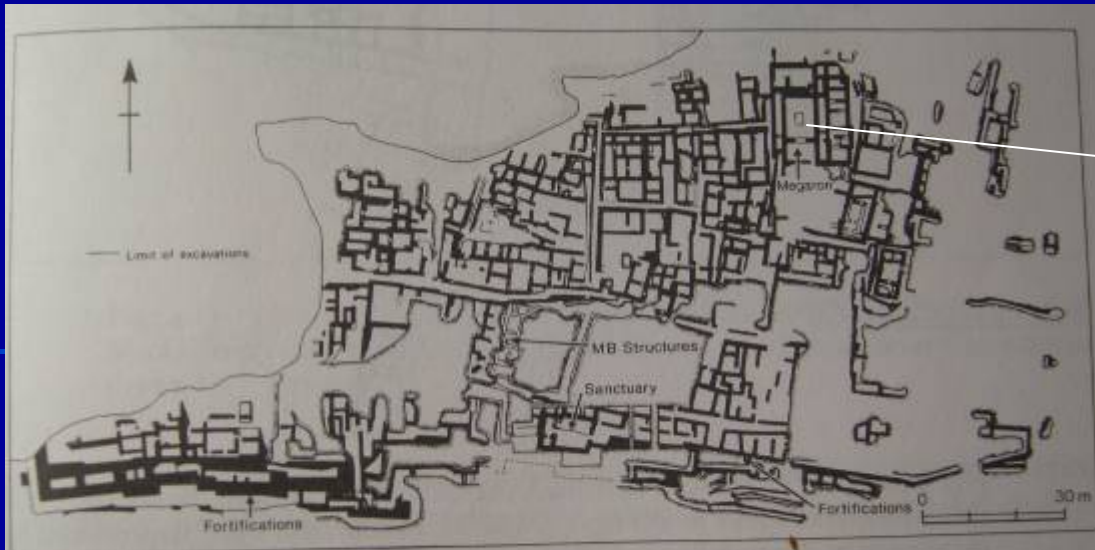 Megaron
Limit of excavations
MB Structures
Sanctuary
Fortifications
Fortifications
0 30 m